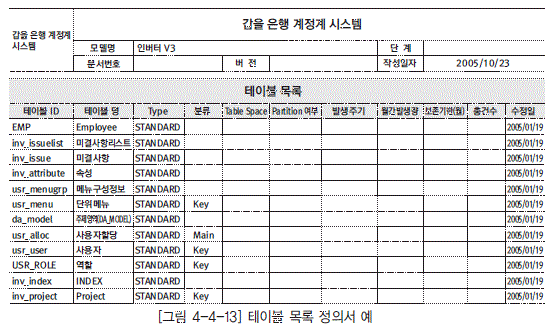 갑을 은행 계정계 시스템
갑을 은행 계정계
시스템
모델명 인버터 V3 단 계
문서번호 버 전 작성일자 2005/10/23
테이블 목록
테이블 ID 테이블 명 Type 분류 Table Space Partition 여부 발생주기 월간발생량 보존기관(월) 총건수 수정일
EMP Employee STANDARD 2005/01/19
inv_issuelist 미결사항리스트 STANDARD 2005/01/19
inv_issue 미결사항 STANDARD 2005/01/19
inv_attribute 속성 STANDARD 2005/01/19
usr_menugrp 메뉴구성정보 STANDARD 2005/01/19
usr_menu 단위메뉴 STANDARD Key 2005/01/19
da_model 주제영역(DA_MODEL) STANDARD 2005/01/19
usr_alloc 사용자할당 STANDARD Main 2005/01/19
usr_user 사용자 STANDARD Key 2005/01/19
USR_ROLE 역할 STANDARD Key 2005/01/19
inv_index INDEX STANDARD 2005/01/19
inv_project Project STANDARD Key 2005/01/19
[그림 4-4-13] 테이블 목록 정의서 예